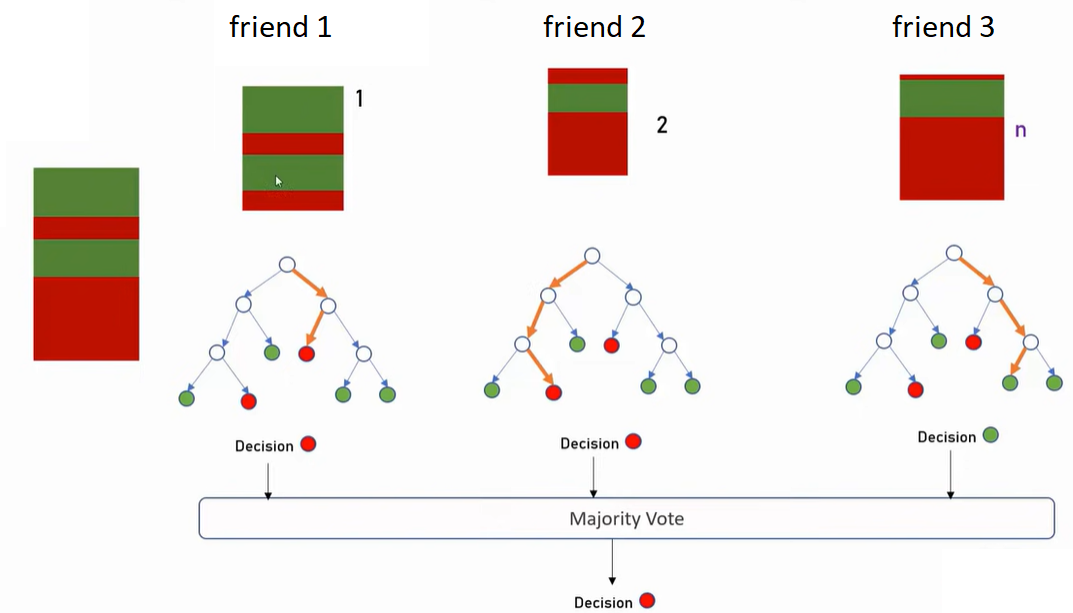 friend 1
friend 2
friend 3
1
2
n
Decision
Decision
Decision
Majority Vote
Decision